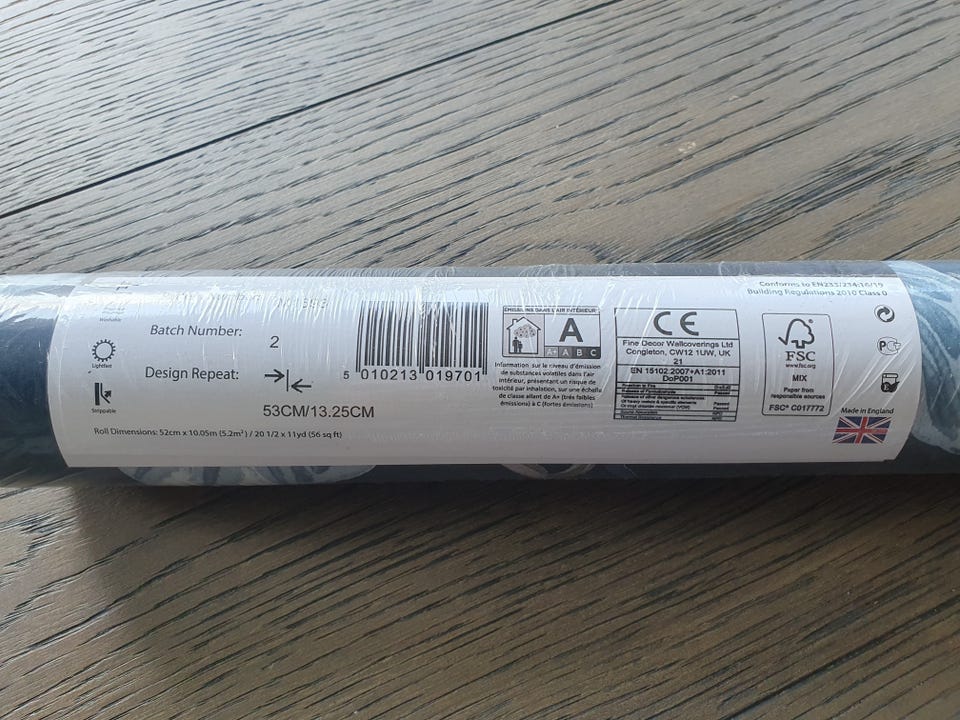 Conforms to EN233/234:16/19
Building Regulations 2010 Class 0
Washable
Batch Number: 2
Lightfast
Design Repeat:
53CM/13.25CM
Strippable
Roll Dimensions: 52cm x 10.05m (5.2m²) / 20 1/2 x 11yd (56 sq ft)
5 010213 019701
ÉMISSIONS DANS L'AIR INTÉRIEUR
A
A+ A B C
Information sur le niveau d'émission
de substances volatiles dans l'air
intérieur, présentant un risque de
toxicité par inhalation, sur une échelle
de classe allant de A+ (très faibles
émissions) à C (fortes émissions)
CE
Fine Decor Wallcoverings Ltd
Congleton, CW12 1UW, UK
21
EN 15102:2007+A1:2011
DoP001
FSC
www.fsc.org
MIX
Paper from
responsible sources
FSC® C017772
Made in England